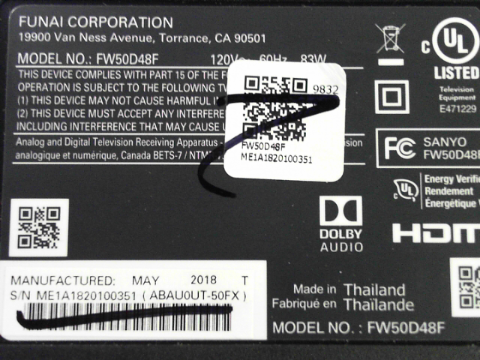 FUNAI CORPORATION
19900 Van Ness Avenue, Torrance, CA 90501
MODEL NO.: FW50D48F 120V 60Hz 83W
THIS DEVICE COMPLIES WITH PART 15 OF THE F
OPERATION IS SUBJECT TO THE FOLLOWING TW
(1) THIS DEVICE MAY NOT CAUSE HARMFUL I
(2) THIS DEVICE MUST ACCEPT ANY INTERFERE
INCLUDING INTERFERENCE THAT MAY CAUSE
Analog and Digital Television Receiving Apparatus -
analogique et numérique, Canada BETS-7 / NTM
9832
FW50D48F
ME1A1820100351
c UL
LISTED
Television
Equipment
E471229
FC SANYO
FW50D48F
UL Energy Verifi
Rendement
Énergétique V
DOLBY
AUDIO
HDM
MANUFACTURED: MAY 2018 T
S/N ME1A1820100351 ( ABAU0UT-50FX )
Made in Thailand
Fabriqué en Thaïlande
MODEL NO. : FW50D48F